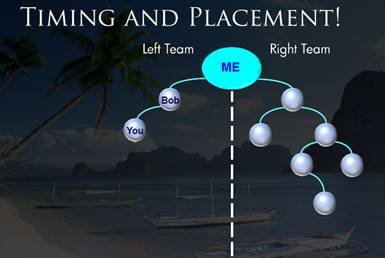 TIMING AND PLACEMENT!
Left Team
Right Team
ME
Bob
You